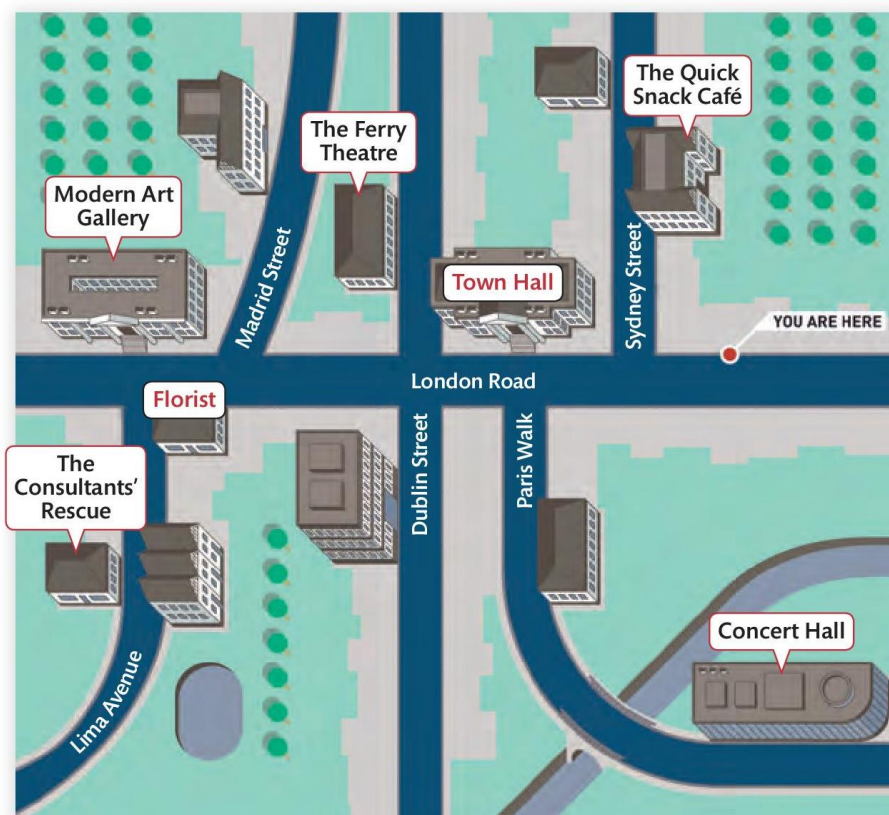 The Quick
Snack Café
The Ferry
Theatre
Modern Art
Gallery
Madrid Street
Town Hall
Sydney Street
YOU ARE HERE
London Road
Florist
The
Consultants’
Rescue
Dublin Street
Paris Walk
Concert Hall
Lima Avenue